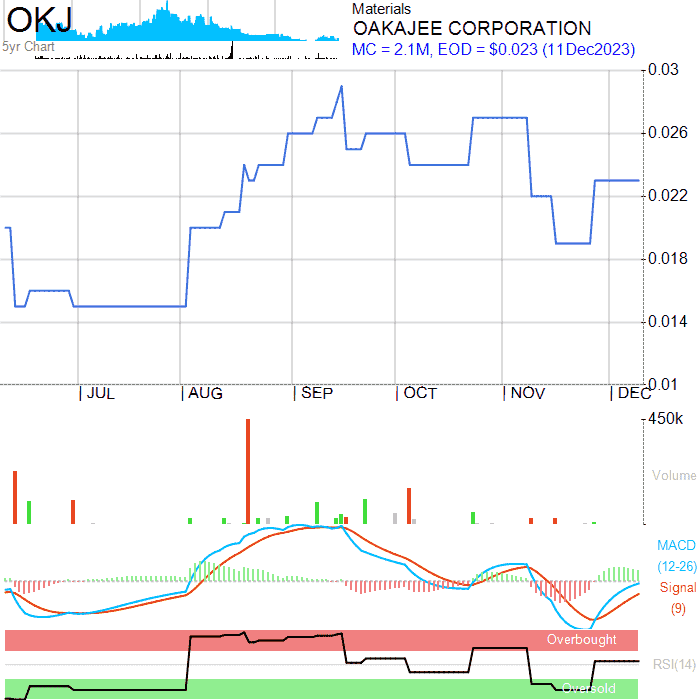 OKJ
5yr Chart
Materials
OAKAJEE CORPORATION
MC = 2.1M, EOD = $0.023 (11Dec2023)
0.03
0.026
0.022
0.018
0.014
0.01
JUL
AUG
SEP
OCT
NOV
DEC
450k
Volume
MACD
(12-26)
Signal
(9)
Overbought
RSI(14)
Oversold